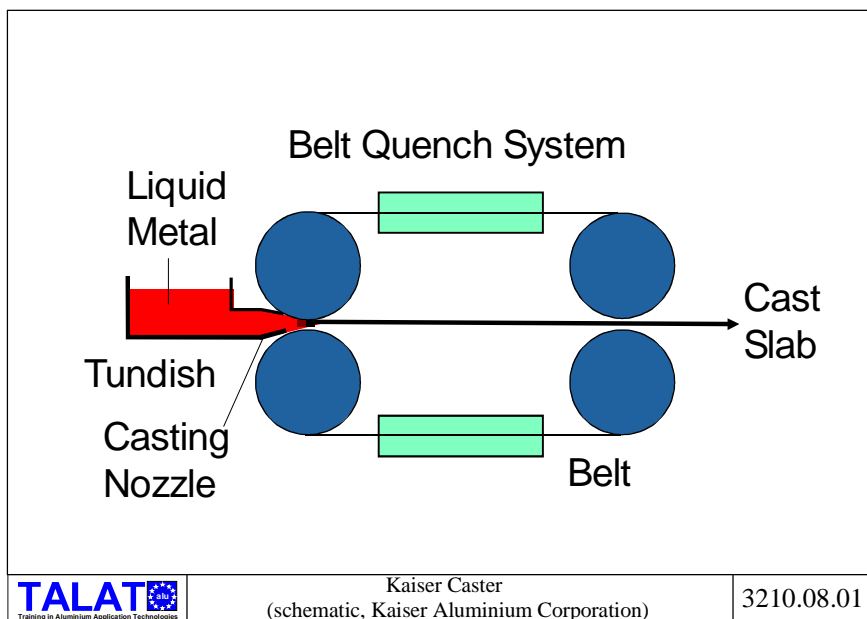 Belt Quench System
Liquid
Metal
Cast
Slab
Tundish
Casting
Nozzle
Belt
TALAT
alu
Training in Aluminium Application Technologies
Kaiser Caster
(schematic, Kaiser Aluminium Corporation)
3210.08.01